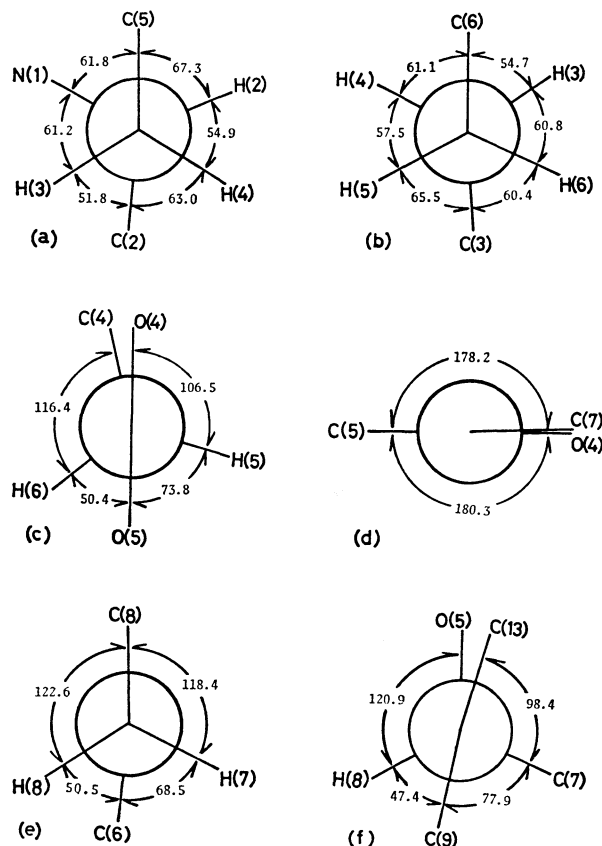 C(5)
61.8 67.3
N(1) H(2)
61.2 54.9
H(3) H(4)
51.8 63.0
C(2)
(a)
C(6)
61.1 54.7
H(4) H(3)
57.5 60.8
H(5) H(6)
65.5 60.4
C(3)
(b)
C(4) O(4)
116.4 106.5
H(5)
H(6)
50.4 73.8
O(5)
(c)
178.2
C(5) C(7)
O(4)
180.3
(d)
C(8)
122.6 118.4
H(8) H(7)
50.5 68.5
C(6)
(e)
O(5) C(13)
120.9 98.4
H(8) C(7)
47.4 77.9
C(9)
(f)